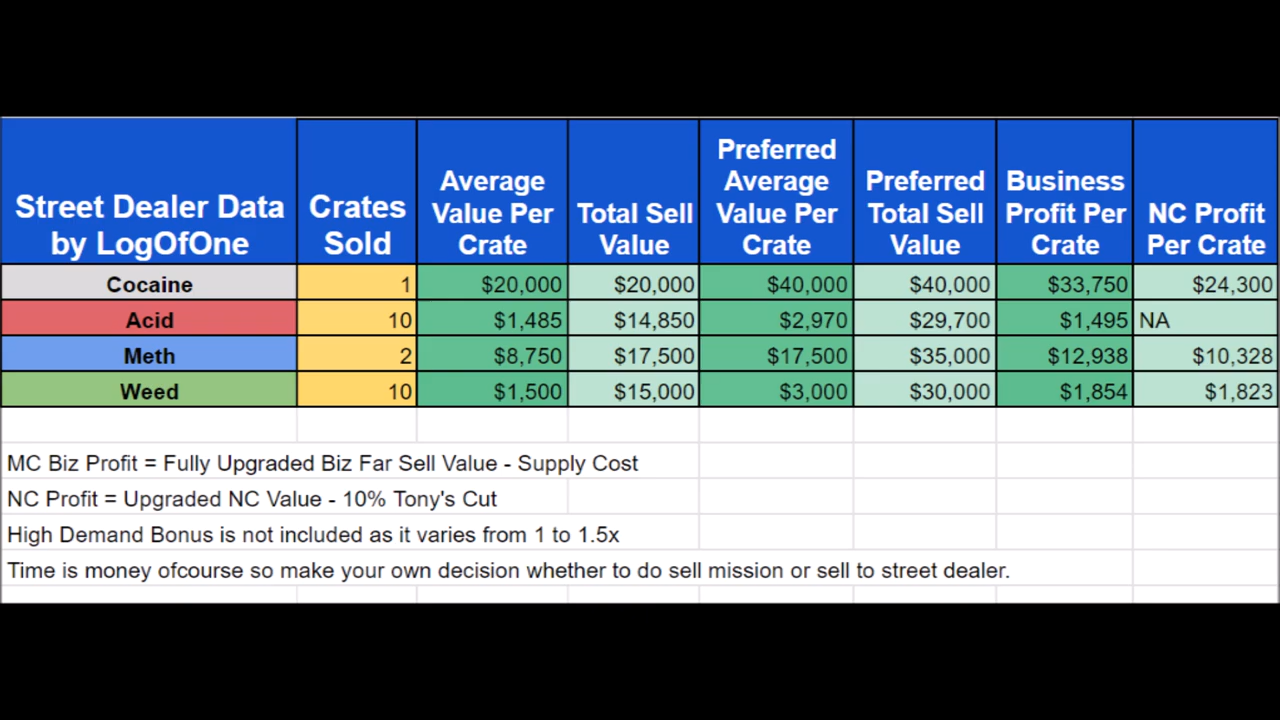 Street Dealer Data by LogOfOne | Crates Sold | Average Value Per Crate | Total Sell Value | Preferred Average Value Per Crate | Preferred Total Sell Value | Business Profit Per Crate | NC Profit Per Crate
Cocaine | 1 | $20,000 | $20,000 | $40,000 | $40,000 | $33,750 | $24,300
Acid | 10 | $1,485 | $14,850 | $2,970 | $29,700 | $1,495 | NA
Meth | 2 | $8,750 | $17,500 | $17,500 | $35,000 | $12,938 | $10,328
Weed | 10 | $1,500 | $15,000 | $3,000 | $30,000 | $1,854 | $1,823
MC Biz Profit = Fully Upgraded Biz Far Sell Value - Supply Cost
NC Profit = Upgraded NC Value - 10% Tony's Cut
High Demand Bonus is not included as it varies from 1 to 1.5x
Time is money ofcourse so make your own decision whether to do sell mission or sell to street dealer.